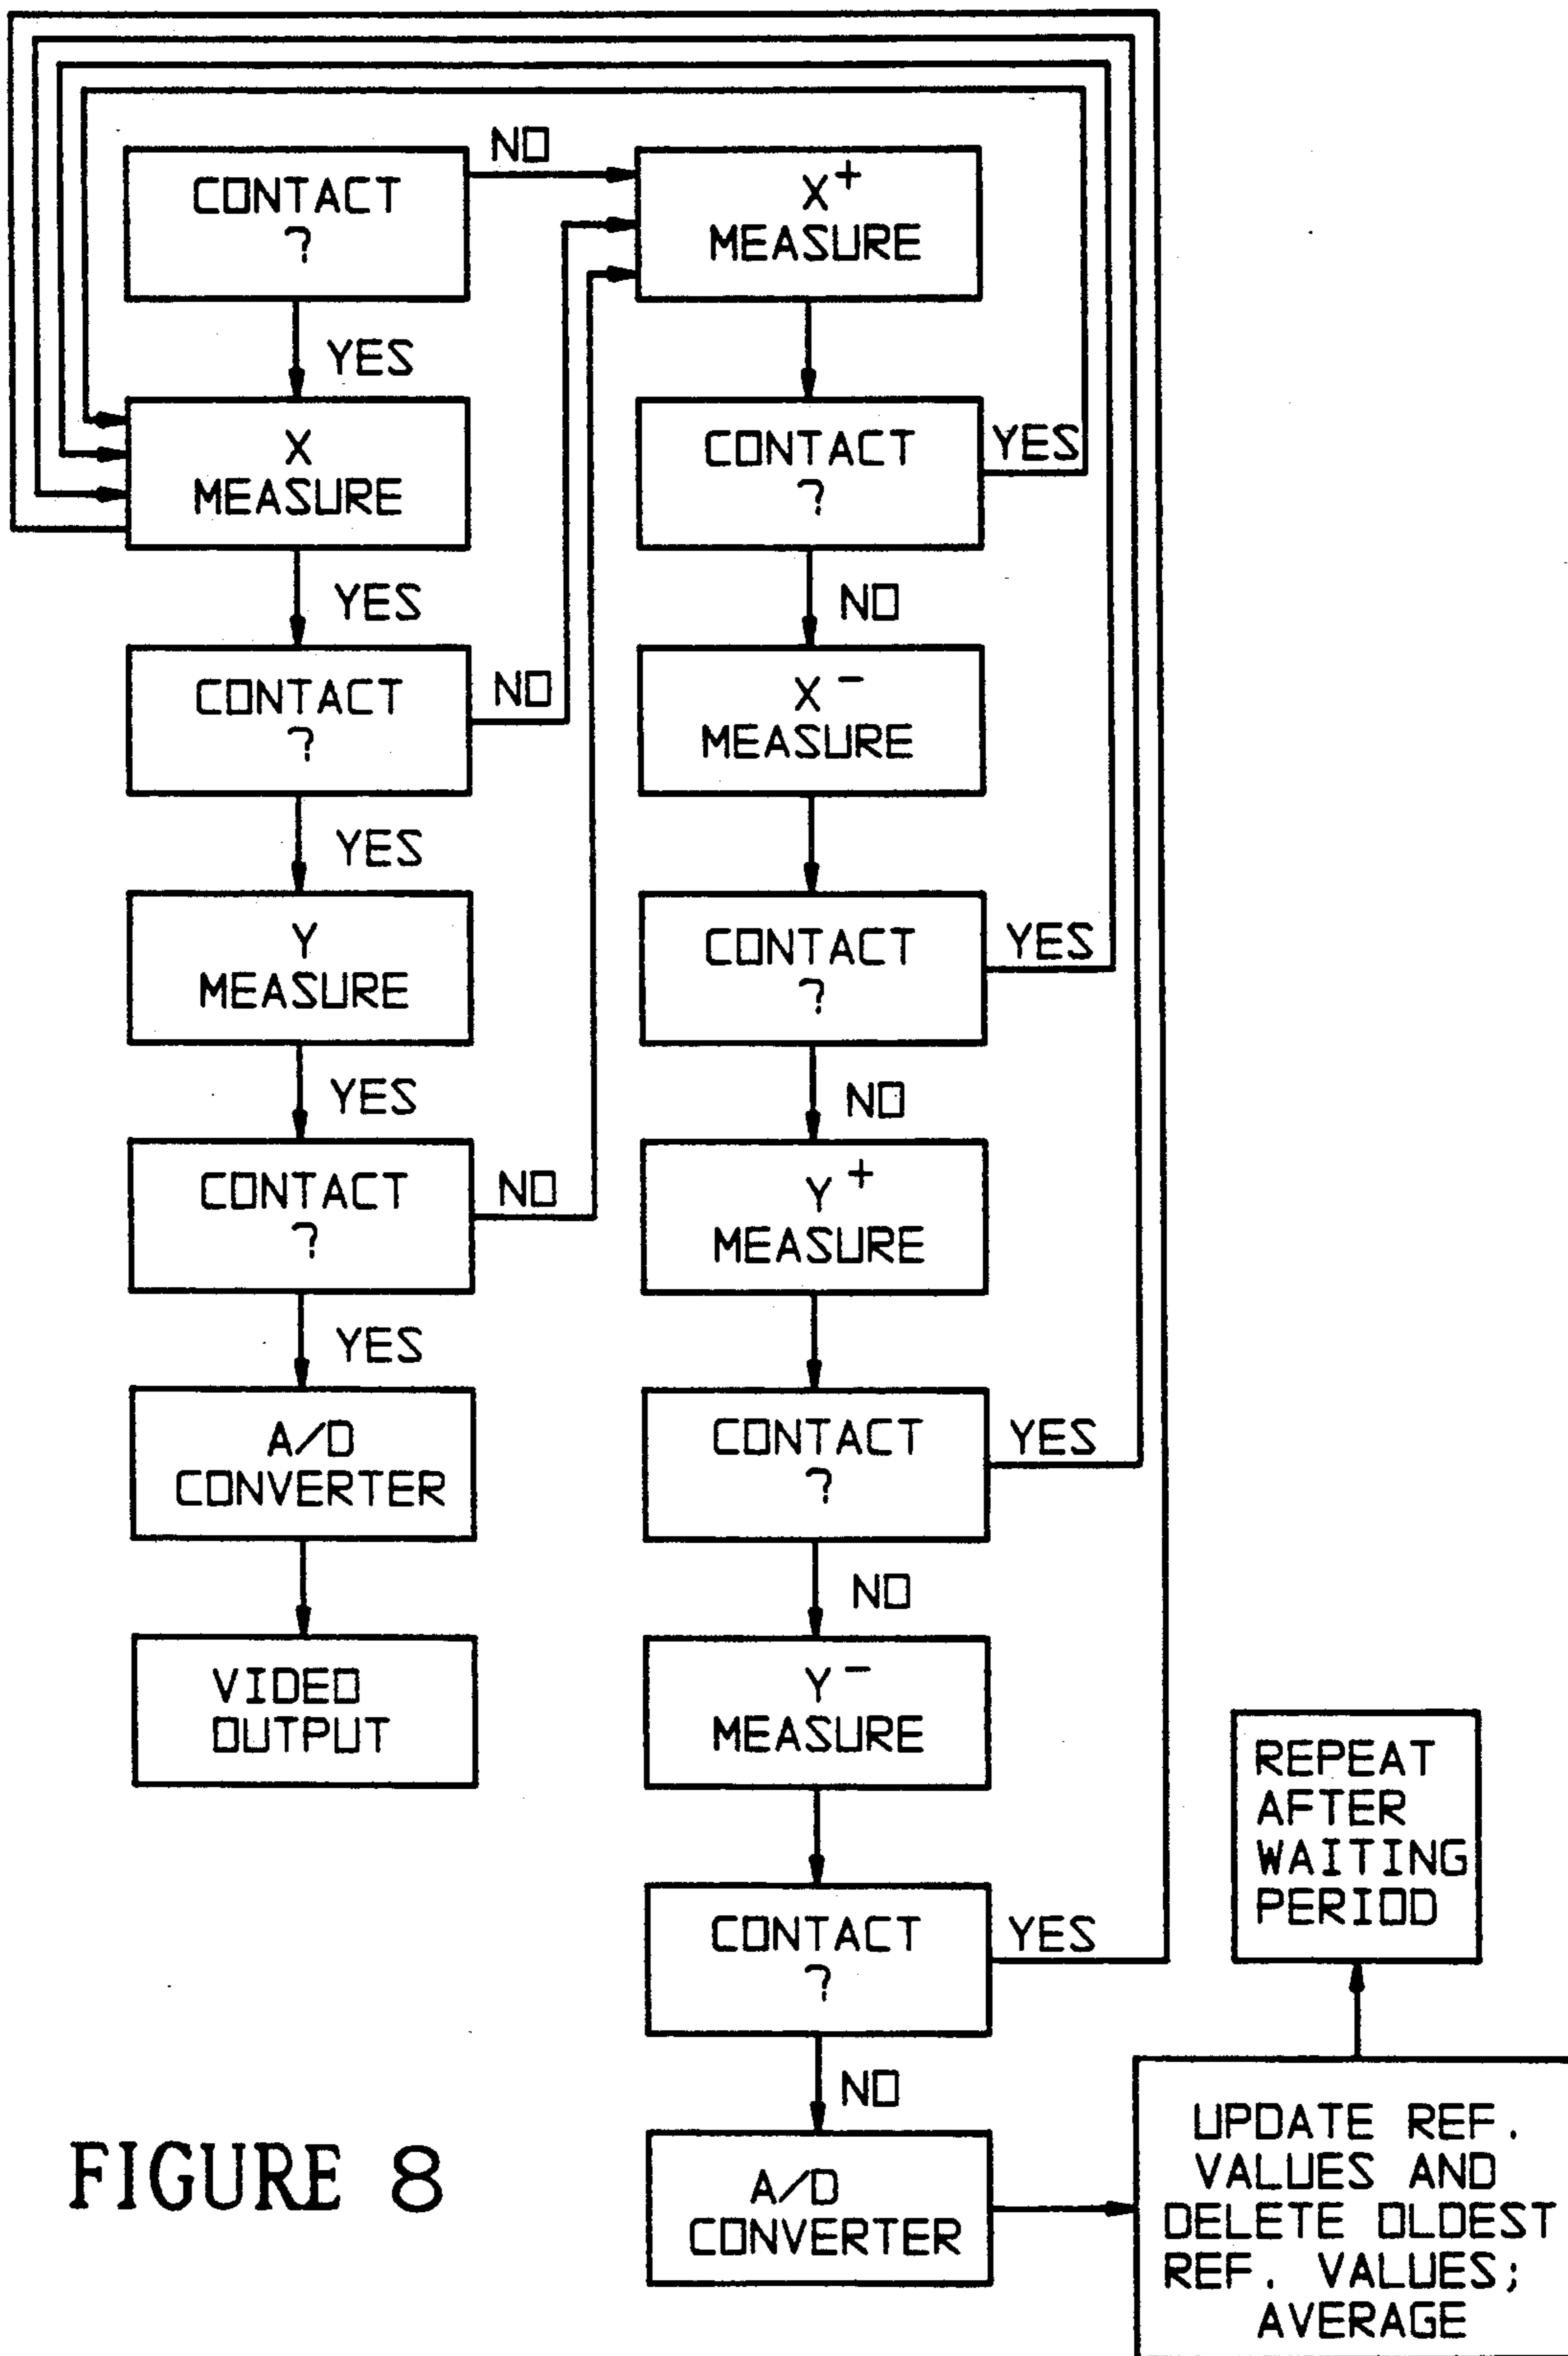 CONTACT
?
NO
X+
MEASURE
YES
X
MEASURE
CONTACT
?
YES
YES
NO
CONTACT
?
NO
X-
MEASURE
YES
Y
MEASURE
CONTACT
?
YES
YES
NO
CONTACT
?
NO
Y+
MEASURE
YES
A/D
CONVERTER
CONTACT
?
YES
NO
VIDEO
OUTPUT
Y-
MEASURE
REPEAT
AFTER
WAITING
PERIOD
CONTACT
?
YES
NO
A/D
CONVERTER
UPDATE REF.
VALUES AND
DELETE OLDEST
REF. VALUES;
AVERAGE
FIGURE 8